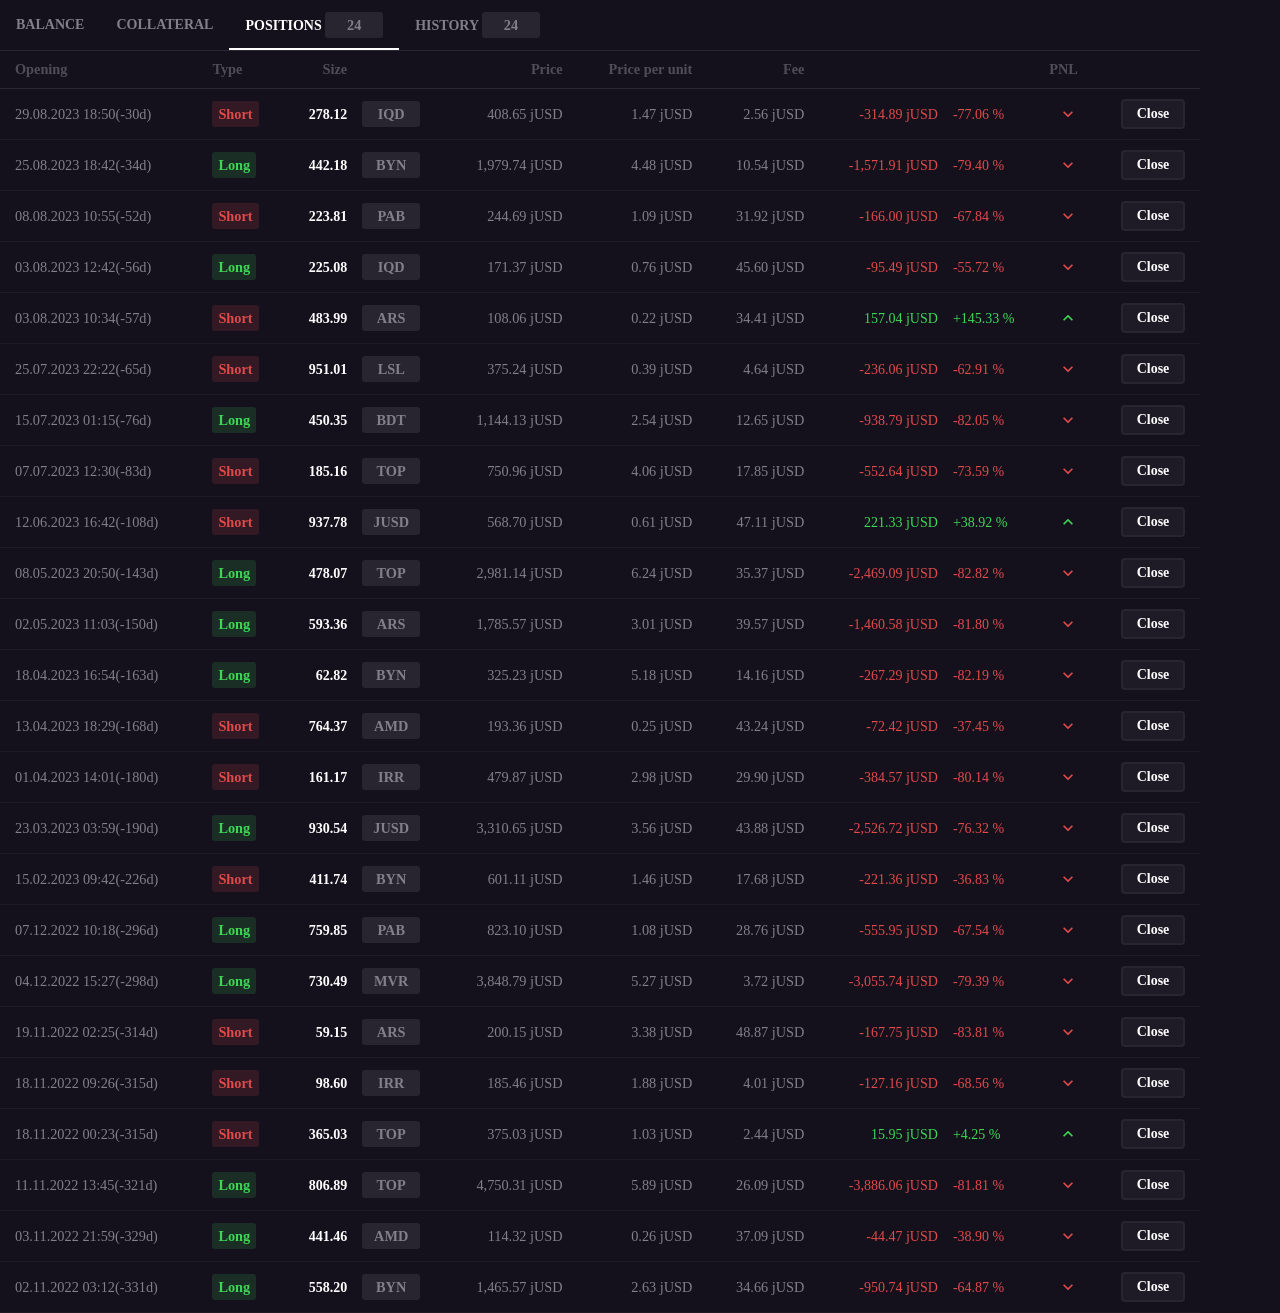 BALANCE COLLATERAL POSITIONS 24 HISTORY 24
Opening Type Size Price Price per unit Fee PNL
29.08.2023 18:50(-30d) Short 278.12 IQD 408.65 jUSD 1.47 jUSD 2.56 jUSD -314.89 jUSD -77.06 % Close
25.08.2023 18:42(-34d) Long 442.18 BYN 1,979.74 jUSD 4.48 jUSD 10.54 jUSD -1,571.91 jUSD -79.40 % Close
08.08.2023 10:55(-52d) Short 223.81 PAB 244.69 jUSD 1.09 jUSD 31.92 jUSD -166.00 jUSD -67.84 % Close
03.08.2023 12:42(-56d) Long 225.08 IQD 171.37 jUSD 0.76 jUSD 45.60 jUSD -95.49 jUSD -55.72 % Close
03.08.2023 10:34(-57d) Short 483.99 ARS 108.06 jUSD 0.22 jUSD 34.41 jUSD 157.04 jUSD +145.33 % Close
25.07.2023 22:22(-65d) Short 951.01 LSL 375.24 jUSD 0.39 jUSD 4.64 jUSD -236.06 jUSD -62.91 % Close
15.07.2023 01:15(-76d) Long 450.35 BDT 1,144.13 jUSD 2.54 jUSD 12.65 jUSD -938.79 jUSD -82.05 % Close
07.07.2023 12:30(-83d) Short 185.16 TOP 750.96 jUSD 4.06 jUSD 17.85 jUSD -552.64 jUSD -73.59 % Close
12.06.2023 16:42(-108d) Short 937.78 JUSD 568.70 jUSD 0.61 jUSD 47.11 jUSD 221.33 jUSD +38.92 % Close
08.05.2023 20:50(-143d) Long 478.07 TOP 2,981.14 jUSD 6.24 jUSD 35.37 jUSD -2,469.09 jUSD -82.82 % Close
02.05.2023 11:03(-150d) Long 593.36 ARS 1,785.57 jUSD 3.01 jUSD 39.57 jUSD -1,460.58 jUSD -81.80 % Close
18.04.2023 16:54(-163d) Long 62.82 BYN 325.23 jUSD 5.18 jUSD 14.16 jUSD -267.29 jUSD -82.19 % Close
13.04.2023 18:29(-168d) Short 764.37 AMD 193.36 jUSD 0.25 jUSD 43.24 jUSD -72.42 jUSD -37.45 % Close
01.04.2023 14:01(-180d) Short 161.17 IRR 479.87 jUSD 2.98 jUSD 29.90 jUSD -384.57 jUSD -80.14 % Close
23.03.2023 03:59(-190d) Long 930.54 JUSD 3,310.65 jUSD 3.56 jUSD 43.88 jUSD -2,526.72 jUSD -76.32 % Close
15.02.2023 09:42(-226d) Short 411.74 BYN 601.11 jUSD 1.46 jUSD 17.68 jUSD -221.36 jUSD -36.83 % Close
07.12.2022 10:18(-296d) Long 759.85 PAB 823.10 jUSD 1.08 jUSD 28.76 jUSD -555.95 jUSD -67.54 % Close
04.12.2022 15:27(-298d) Long 730.49 MVR 3,848.79 jUSD 5.27 jUSD 3.72 jUSD -3,055.74 jUSD -79.39 % Close
19.11.2022 02:25(-314d) Short 59.15 ARS 200.15 jUSD 3.38 jUSD 48.87 jUSD -167.75 jUSD -83.81 % Close
18.11.2022 09:26(-315d) Short 98.60 IRR 185.46 jUSD 1.88 jUSD 4.01 jUSD -127.16 jUSD -68.56 % Close
18.11.2022 00:23(-315d) Short 365.03 TOP 375.03 jUSD 1.03 jUSD 2.44 jUSD 15.95 jUSD +4.25 % Close
11.11.2022 13:45(-321d) Long 806.89 TOP 4,750.31 jUSD 5.89 jUSD 26.09 jUSD -3,886.06 jUSD -81.81 % Close
03.11.2022 21:59(-329d) Long 441.46 AMD 114.32 jUSD 0.26 jUSD 37.09 jUSD -44.47 jUSD -38.90 % Close
02.11.2022 03:12(-331d) Long 558.20 BYN 1,465.57 jUSD 2.63 jUSD 34.66 jUSD -950.74 jUSD -64.87 % Close